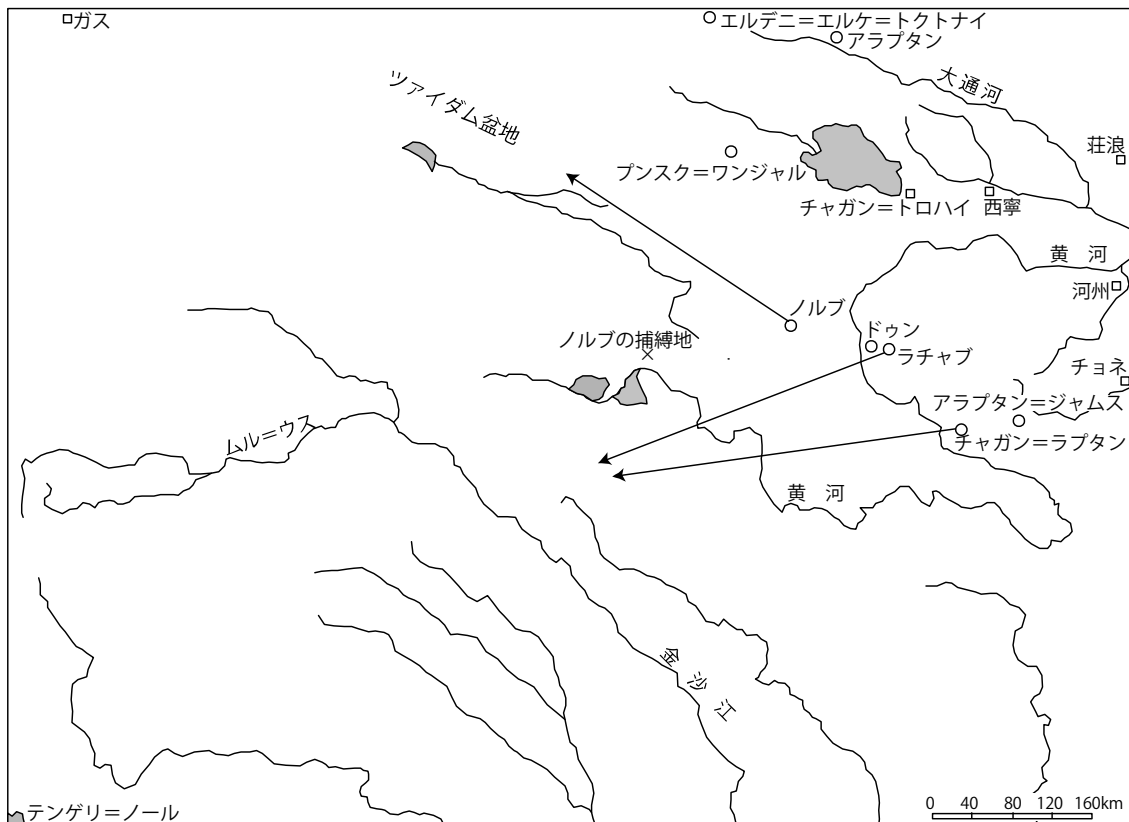 ガス
エルデニ=エルケ=トクトナイ
アラプタン
大通河
ツァイダム盆地
荘浪
プンスク=ワンジャル
チャガン=トロハイ
西寧
黄 河
河州
ノルブ
ドゥン
ラチャブ
ノルブの捕縛地
チョネ
アラプタン=ジャムス
チャガン=ラプタン
ムル=ウス
黄 河
金沙江
テンゲリ=ノール
0 40 80 120 160km